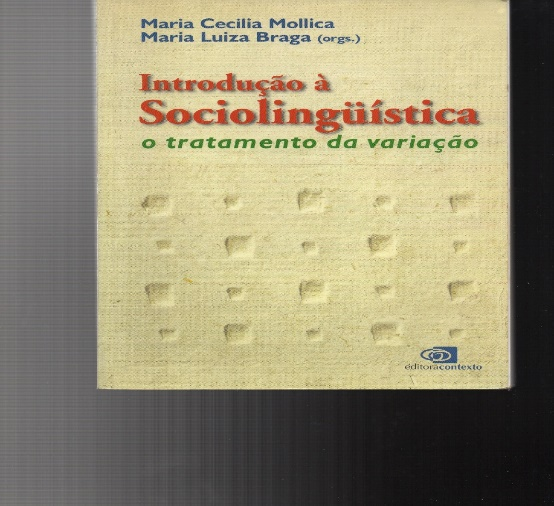 Maria Cecilia Mollica
Maria Luiza Braga (orgs.)
Introdução à
Sociolingüística
o tratamento da variação
editoracontexto